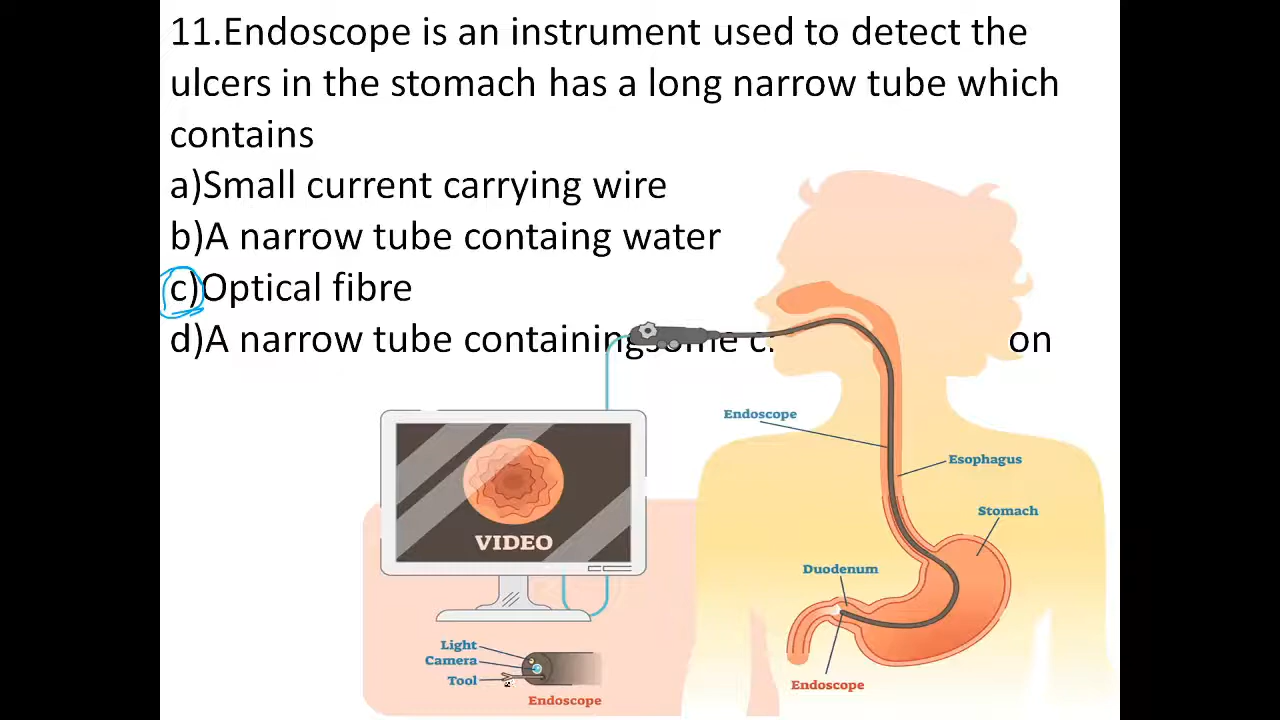 11.Endoscope is an instrument used to detect the
ulcers in the stomach has a long narrow tube which
contains
a)Small current carrying wire
b)A narrow tube containg water
c)Optical fibre
d)A narrow tube containingsome on
Endoscope
Esophagus
Stomach
Duodenum
VIDEO
Light
Camera
Tool
Endoscope
Endoscope